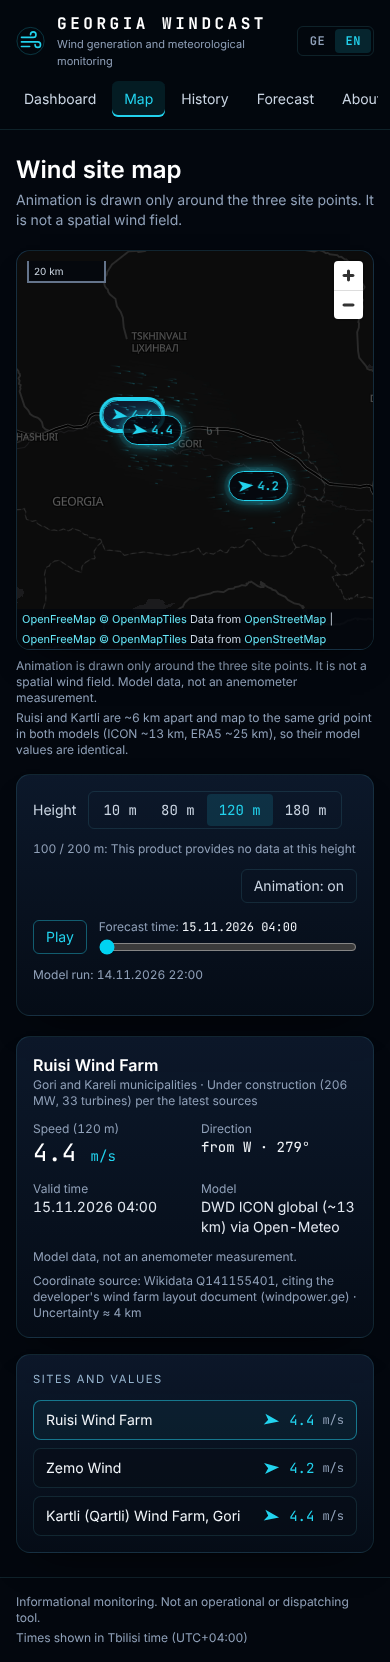 GEORGIA WINDCAST
Wind generation and meteorological
monitoring
GE
EN
Dashboard
Map
History
Forecast
About
Wind site map
Animation is drawn only around the three site points. It
is not a spatial wind field.
20 km
+
−
TSKHINVALI
ЦХИНВАЛ
4.4
HASHURI
GORI
ს 1
4.2
GEORGIA
OpenFreeMap © OpenMapTiles Data from OpenStreetMap |
OpenFreeMap © OpenMapTiles Data from OpenStreetMap
Animation is drawn only around the three site points. It is not a
spatial wind field. Model data, not an anemometer
measurement.
Ruisi and Kartli are ~6 km apart and map to the same grid point
in both models (ICON ~13 km, ERA5 ~25 km), so their model
values are identical.
Height
10 m
80 m
120 m
180 m
100 / 200 m: This product provides no data at this height
Animation: on
Play
Forecast time: 15.11.2026 04:00
Model run: 14.11.2026 22:00
Ruisi Wind Farm
Gori and Kareli municipalities · Under construction (206
MW, 33 turbines) per the latest sources
Speed (120 m)
4.4 m/s
Direction
from W · 279°
Valid time
15.11.2026 04:00
Model
DWD ICON global (~13
km) via Open-Meteo
Model data, not an anemometer measurement.
Coordinate source: Wikidata Q141155401, citing the
developer's wind farm layout document (windpower.ge) ·
Uncertainty ≈ 4 km
SITES AND VALUES
Ruisi Wind Farm 4.4 m/s
Zemo Wind 4.2 m/s
Kartli (Qartli) Wind Farm, Gori 4.4 m/s
Informational monitoring. Not an operational or dispatching
tool.
Times shown in Tbilisi time (UTC+04:00)